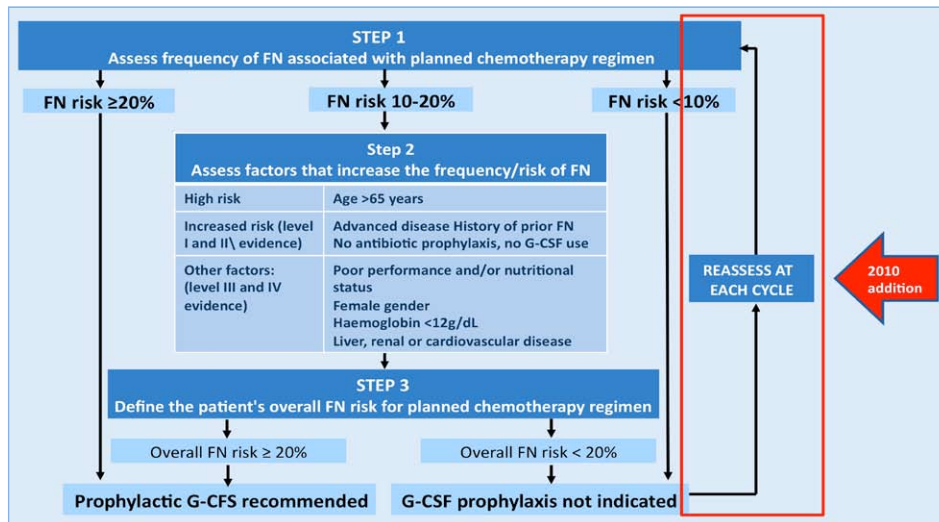 STEP 1
Assess frequency of FN associated with planned chemotherapy regimen
FN risk ≥20%
FN risk 10-20%
FN risk <10%
Step 2
Assess factors that increase the frequency/risk of FN
High risk
Age >65 years
Increased risk (level
I and II\ evidence)
Advanced disease History of prior FN
No antibiotic prophylaxis, no G-CSF use
Other factors:
(level III and IV
evidence)
Poor performance and/or nutritional
status
Female gender
Haemoglobin <12g/dL
Liver, renal or cardiovascular disease
REASSESS AT
EACH CYCLE
2010
addition
STEP 3
Define the patient's overall FN risk for planned chemotherapy regimen
Overall FN risk ≥ 20%
Overall FN risk < 20%
Prophylactic G-CFS recommended
G-CSF prophylaxis not indicated